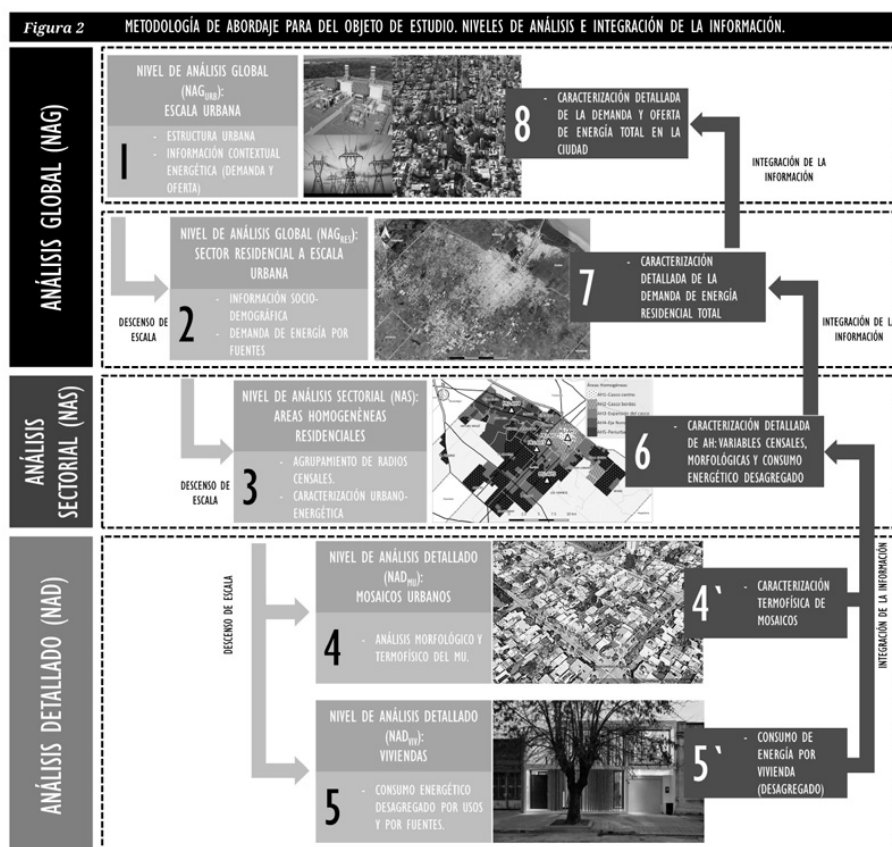 Figura 2
METODOLOGÍA DE ABORDAJE PARA DEL OBJETO DE ESTUDIO. NIVELES DE ANÁLISIS E INTEGRACIÓN DE LA INFORMACIÓN.
ANÁLISIS GLOBAL (NAG)
NIVEL DE ANÁLISIS GLOBAL
(NAG_URB):
ESCALA URBANA
1
- ESTRUCTURA URBANA
- INFORMACIÓN CONTEXTUAL
ENERGÉTICA (DEMANDA Y
OFERTA)
8
- CARACTERIZACIÓN DETALLADA
DE LA DEMANDA Y OFERTA
DE ENERGÍA TOTAL EN LA
CIUDAD
INTEGRACIÓN DE LA
INFORMACIÓN
DESCENSO DE
ESCALA
NIVEL DE ANÁLISIS GLOBAL (NAG_RES):
SECTOR RESIDENCIAL A ESCALA
URBANA
2
- INFORMACIÓN SOCIO-
DEMOGRÁFICA
- DEMANDA DE ENERGÍA POR
FUENTES
7
- CARACTERIZACIÓN
DETALLADA DE LA
DEMANDA DE ENERGÍA
RESIDENCIAL TOTAL
INTEGRACIÓN DE LA
INFORMACIÓN
ANÁLISIS
SECTORIAL (NAS)
DESCENSO DE
ESCALA
NIVEL DE ANÁLISIS SECTORIAL (NAS):
AREAS HOMOGENÉNEAS
RESIDENCIALES
3
- AGRUPAMIENTO DE RADIOS
CENSALES.
- CARACTERIZACIÓN URBANO-
ENERGÉTICA
Áreas Homogéneas
6
- CARACTERIZACIÓN DETALLADA
DE AH: VARIABLES CENSALES,
MORFOLÓGICAS Y CONSUMO
ENERGÉTICO DESAGREGADO
ANÁLISIS DETALLADO (NAD)
DESCENSO DE ESCALA
NIVEL DE ANÁLISIS DETALLADO
(NAD_MU):
MOSAICOS URBANOS
4
- ANÁLISIS MORFOLÓGICO Y
TERMOFÍSICO DEL MU.
4`
- CARACTERIZACIÓN
TERMOFÍSICA DE
MOSAICOS
INTEGRACIÓN DE LA INFORMACIÓN
NIVEL DE ANÁLISIS DETALLADO
(NAD_VIV):
VIVIENDAS
5
- CONSUMO ENERGÉTICO
DESAGREGADO POR USOS
Y POR FUENTES.
5`
- CONSUMO DE
ENERGÍA POR
VIVIENDA
(DESAGREGADO)